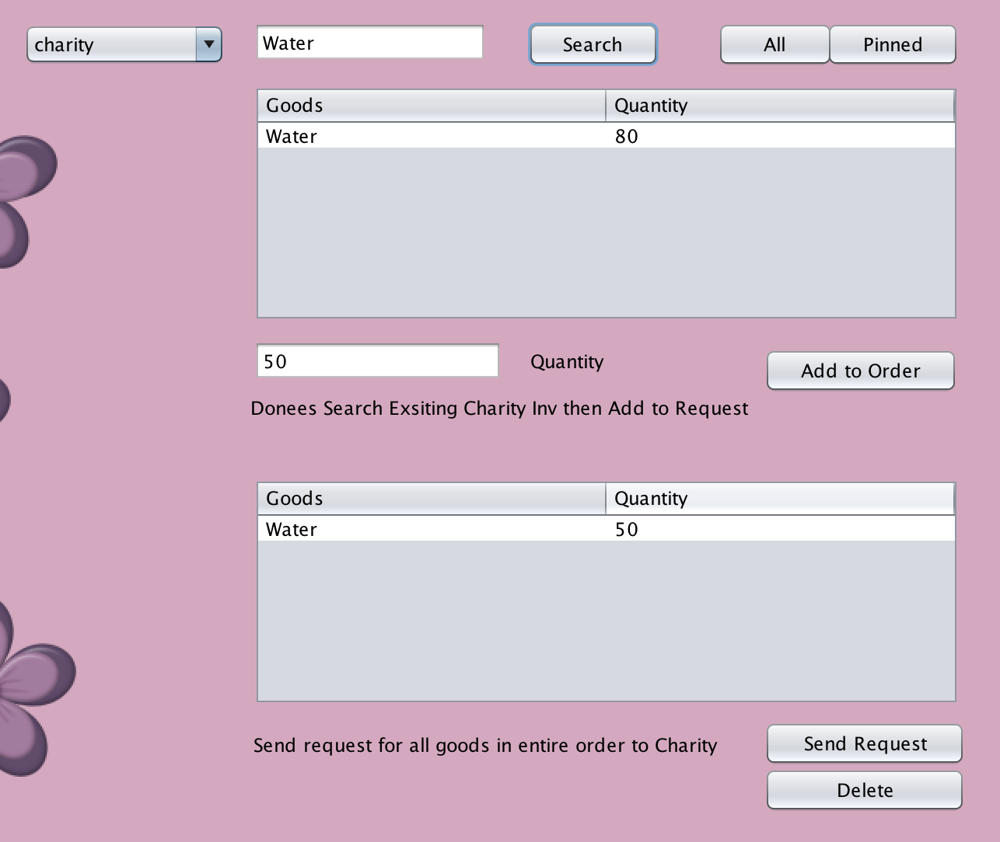 charity Water Search All Pinned
Goods Quantity
Water 80
50 Quantity Add to Order
Donees Search Exsiting Charity Inv then Add to Request
Goods Quantity
Water 50
Send request for all goods in entire order to Charity Send Request
Delete